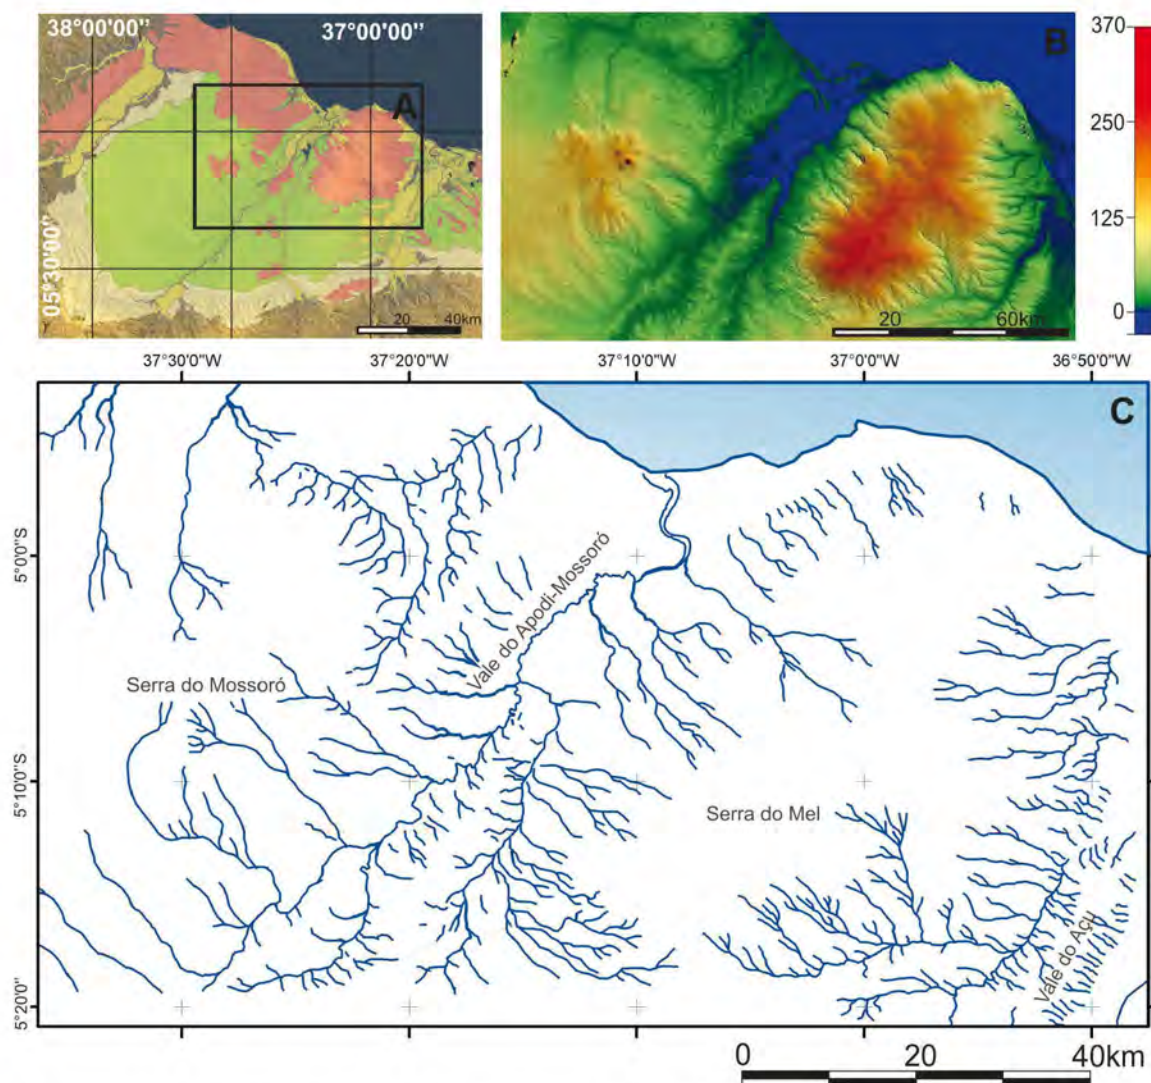 38°00'00"
37°00'00"
A
05°30'00"
20
40km
B
20
60km
370
250
125
0
37°30'0"W
37°20'0"W
37°10'0"W
37°0'0"W
36°50'0"W
C
5°0'0"S
5°10'0"S
5°20'0"
Vale do Apodi-Mossoró
Serra do Mossoró
Serra do Mel
Vale do Açu
0
20
40km